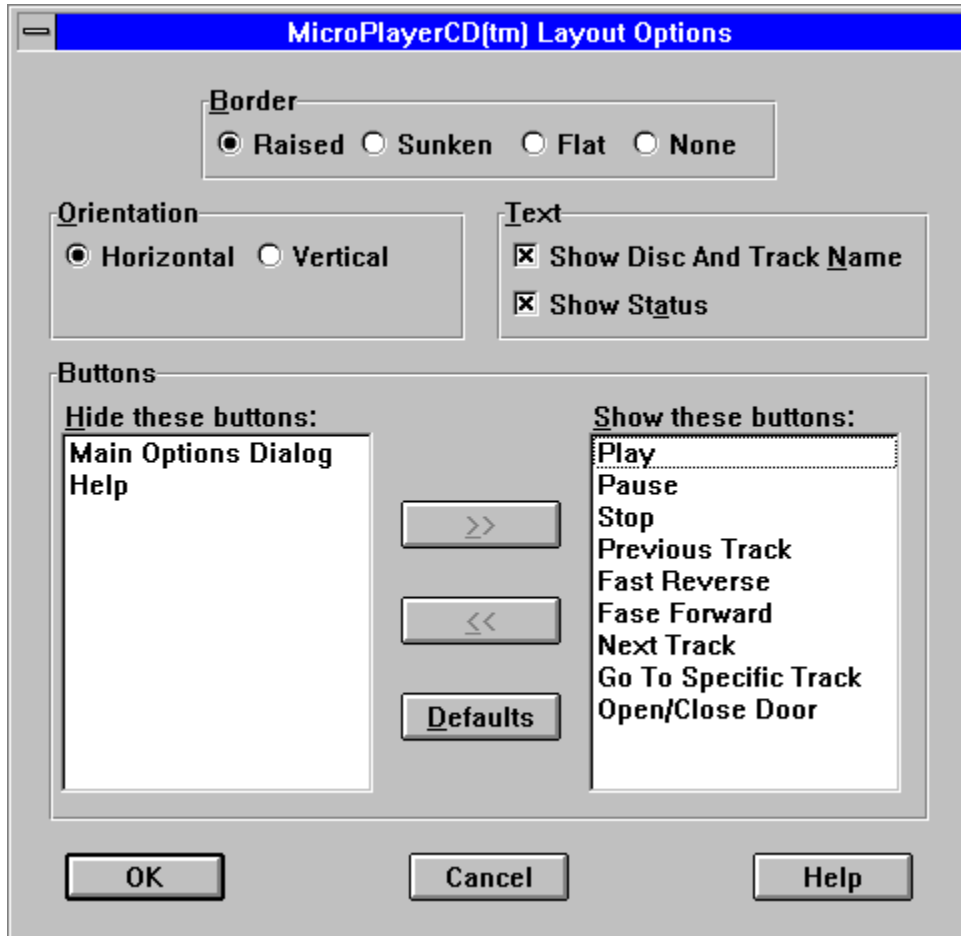 MicroPlayerCD(tm) Layout Options
Border
Raised Sunken Flat None
Orientation
Horizontal Vertical
Text
Show Disc And Track Name
Show Status
Buttons
Hide these buttons:
Main Options Dialog
Help
>>
<<
Defaults
Show these buttons:
Play
Pause
Stop
Previous Track
Fast Reverse
Fase Forward
Next Track
Go To Specific Track
Open/Close Door
OK Cancel Help